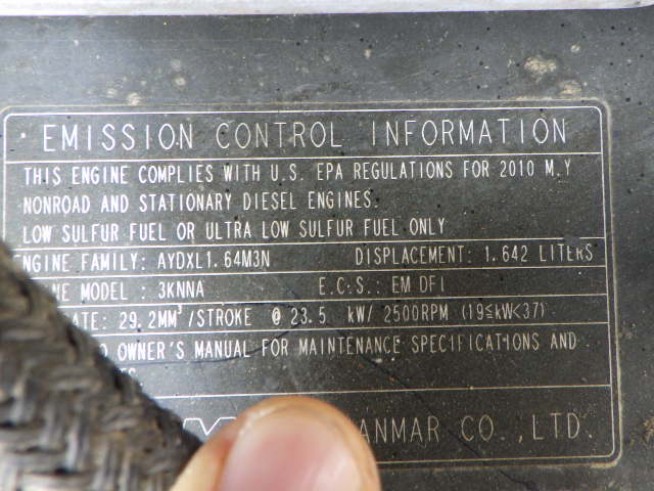 EMISSION CONTROL INFORMATION
THIS ENGINE COMPLIES WITH U.S. EPA REGULATIONS FOR 2010 M.Y
NONROAD AND STATIONARY DIESEL ENGINES.
LOW SULFUR FUEL OR ULTRA LOW SULFUR FUEL ONLY
ENGINE FAMILY: AYDXL1.64M3N DISPLACEMENT: 1.642 LITERS
MODEL : 3KNNA E.C.S.: EM DFI
RATE: 29.2MM³/STROKE @ 23.5 kW/ 2500RPM (19≤kW<37)
OWNER'S MANUAL FOR MAINTENANCE SPECIFICATIONS AND
ANMAR CO.,LTD.